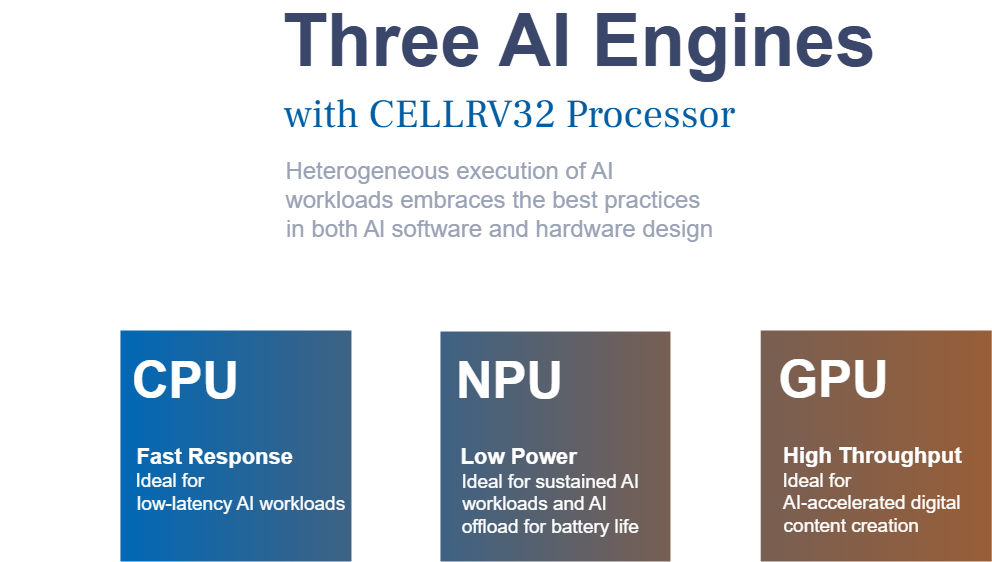 Three AI Engines
with CELLRV32 Processor
Heterogeneous execution of AI
workloads embraces the best practices
in both AI software and hardware design
CPU
Fast Response
Ideal for
low-latency AI workloads
NPU
Low Power
Ideal for sustained AI
workloads and AI
offload for battery life
GPU
High Throughput
Ideal for
AI-accelerated digital
content creation